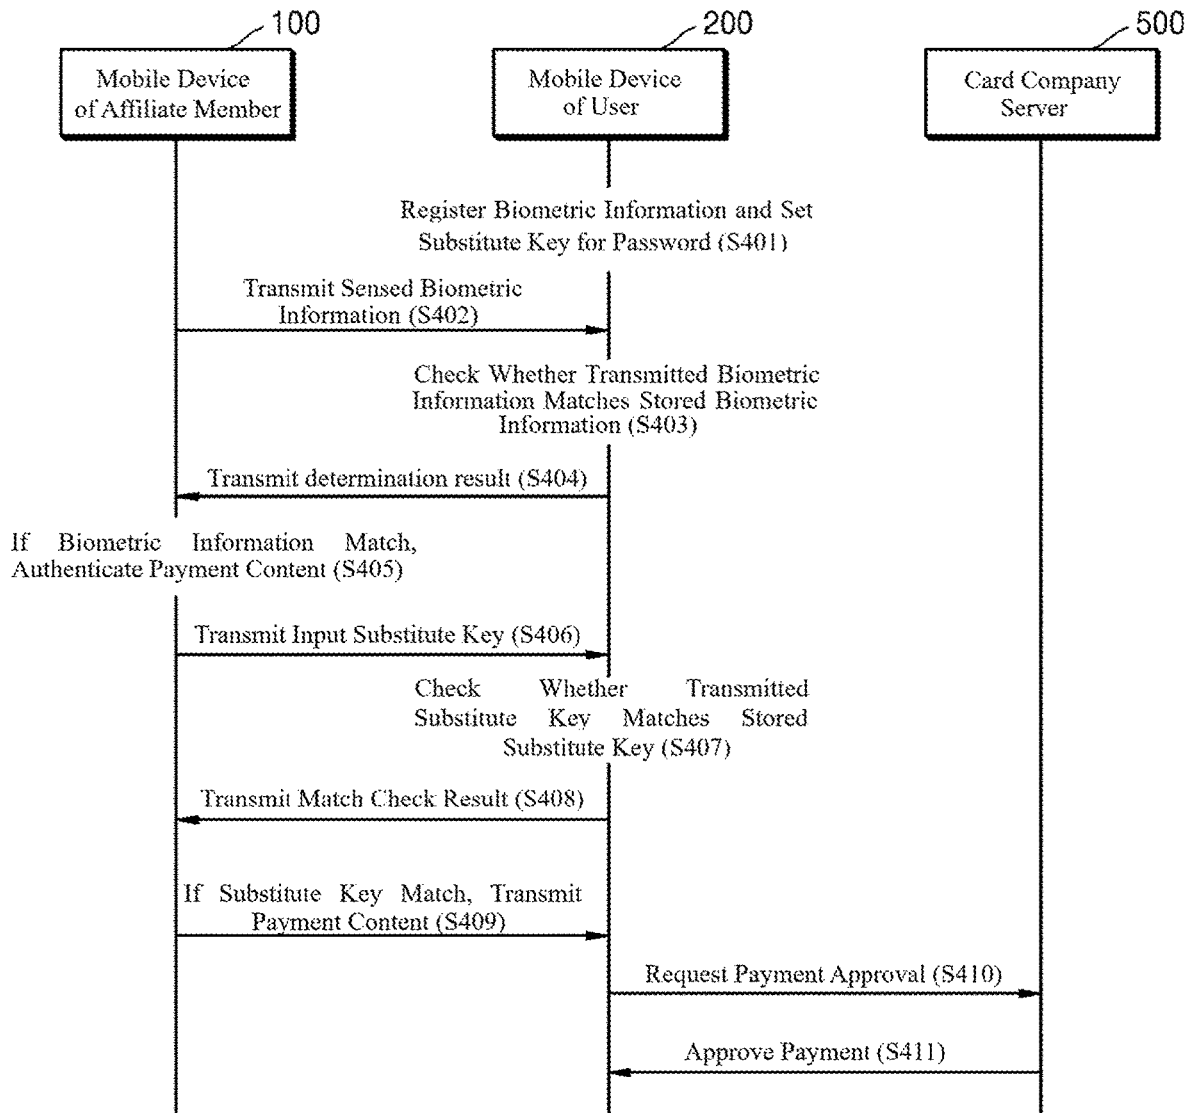 100
200
500
Mobile Device
of Affiliate Member
Mobile Device
of User
Card Company
Server
Register Biometric Information and Set
Substitute Key for Password (S401)
Transmit Sensed Biometric
Information (S402)
Check Whether Transmitted Biometric
Information Matches Stored Biometric
Information (S403)
Transmit determination result (S404)
If Biometric Information Match,
Authenticate Payment Content (S405)
Transmit Input Substitute Key (S406)
Check Whether Transmitted
Substitute Key Matches Stored
Substitute Key (S407)
Transmit Match Check Result (S408)
If Substitute Key Match, Transmit
Payment Content (S409)
Request Payment Approval (S410)
Approve Payment (S411)